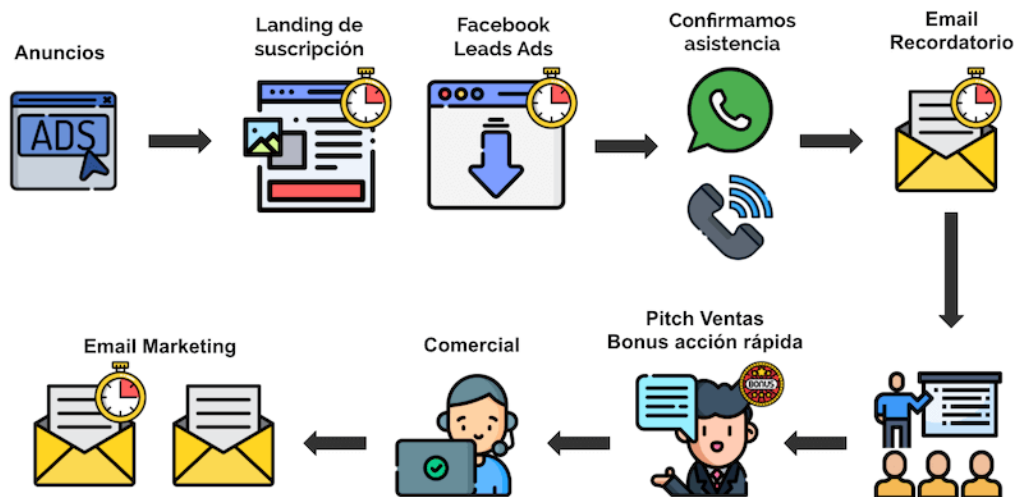 Anuncios
Landing de
suscripción
Facebook
Leads Ads
Confirmamos
asistencia
Email
Recordatorio
ADS
Pitch Ventas
Bonus acción rápida
Comercial
Email Marketing
BONUS